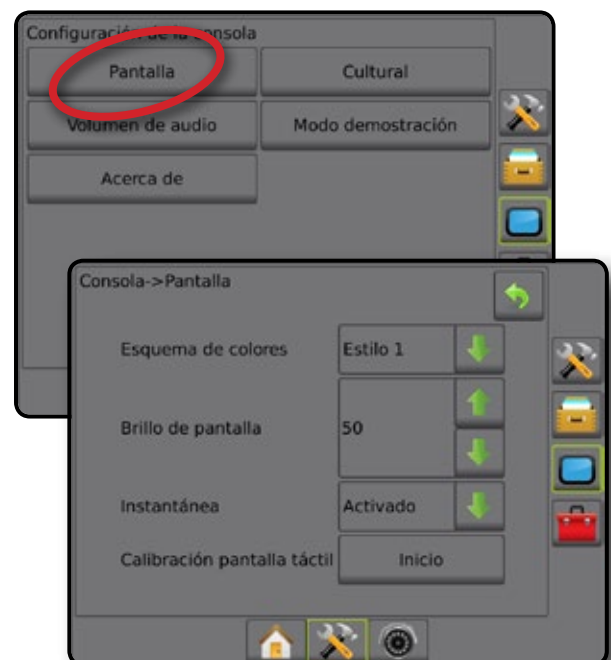 Configuración de la consola
Pantalla Cultural
Volumen de audio Modo demostración
Acerca de
Consola->Pantalla
Esquema de colores Estilo 1
Brillo de pantalla 50
Instantánea Activado
Calibración pantalla táctil Inicio